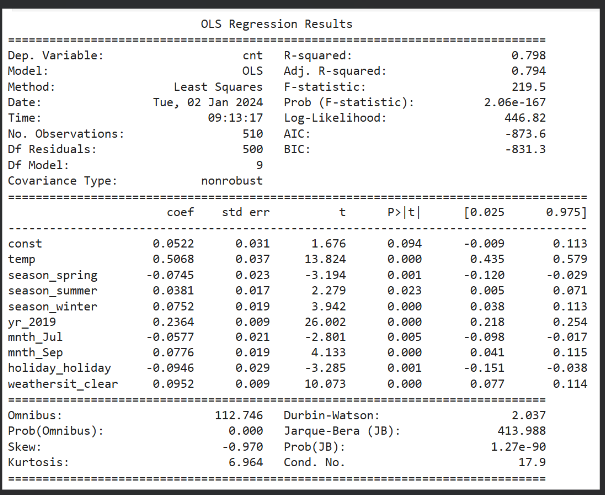 OLS Regression Results
==============================================================================
Dep. Variable: cnt R-squared: 0.798
Model: OLS Adj. R-squared: 0.794
Method: Least Squares F-statistic: 219.5
Date: Tue, 02 Jan 2024 Prob (F-statistic): 2.06e-167
Time: 09:13:17 Log-Likelihood: 446.82
No. Observations: 510 AIC: -873.6
Df Residuals: 500 BIC: -831.3
Df Model: 9
Covariance Type: nonrobust
==============================================================================
coef std err t P>|t| [0.025 0.975]
------------------------------------------------------------------------------
const 0.0522 0.031 1.676 0.094 -0.009 0.113
temp 0.5068 0.037 13.824 0.000 0.435 0.579
season_spring -0.0745 0.023 -3.194 0.001 -0.120 -0.029
season_summer 0.0381 0.017 2.279 0.023 0.005 0.071
season_winter 0.0752 0.019 3.942 0.000 0.038 0.113
yr_2019 0.2364 0.009 26.002 0.000 0.218 0.254
mnth_Jul -0.0577 0.021 -2.801 0.005 -0.098 -0.017
mnth_Sep 0.0776 0.019 4.133 0.000 0.041 0.115
holiday_holiday -0.0946 0.029 -3.285 0.001 -0.151 -0.038
weathersit_clear 0.0952 0.009 10.073 0.000 0.077 0.114
==============================================================================
Omnibus: 112.746 Durbin-Watson: 2.037
Prob(Omnibus): 0.000 Jarque-Bera (JB): 413.988
Skew: -0.970 Prob(JB): 1.27e-90
Kurtosis: 6.964 Cond. No. 17.9
==============================================================================